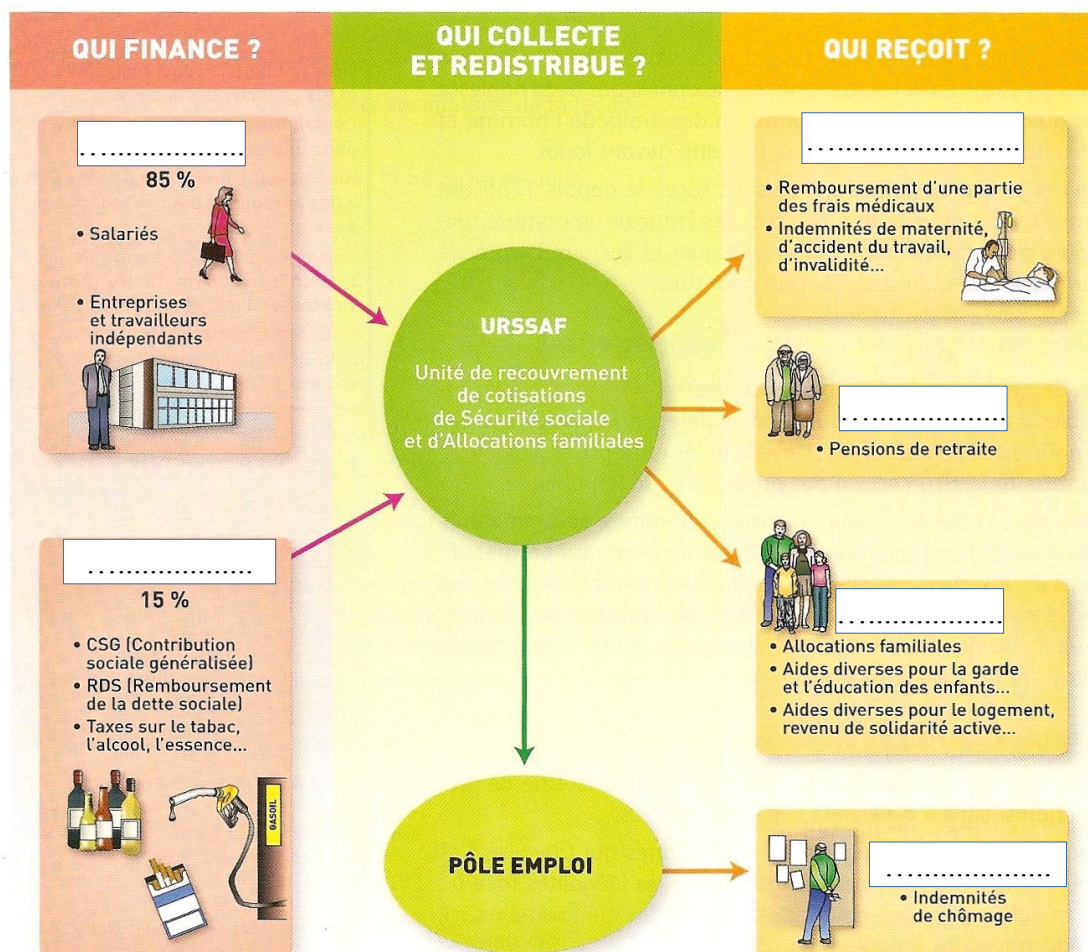 QUI FINANCE ?
QUI COLLECTE
ET REDISTRIBUE ?
QUI REÇOIT ?
....................
85 %
• Salariés
• Entreprises
et travailleurs
indépendants
....................
15 %
• CSG (Contribution
sociale généralisée)
• RDS (Remboursement
de la dette sociale)
• Taxes sur le tabac,
l'alcool, l'essence...
GASOIL
URSSAF
Unité de recouvrement
de cotisations
de Sécurité sociale
et d'Allocations familiales
PÔLE EMPLOI
....................
• Remboursement d'une partie
des frais médicaux
• Indemnités de maternité,
d'accident du travail,
d'invalidité...
....................
• Pensions de retraite
....................
• Allocations familiales
• Aides diverses pour la garde
et l'éducation des enfants...
• Aides diverses pour le logement,
revenu de solidarité active...
....................
• Indemnités
de chômage